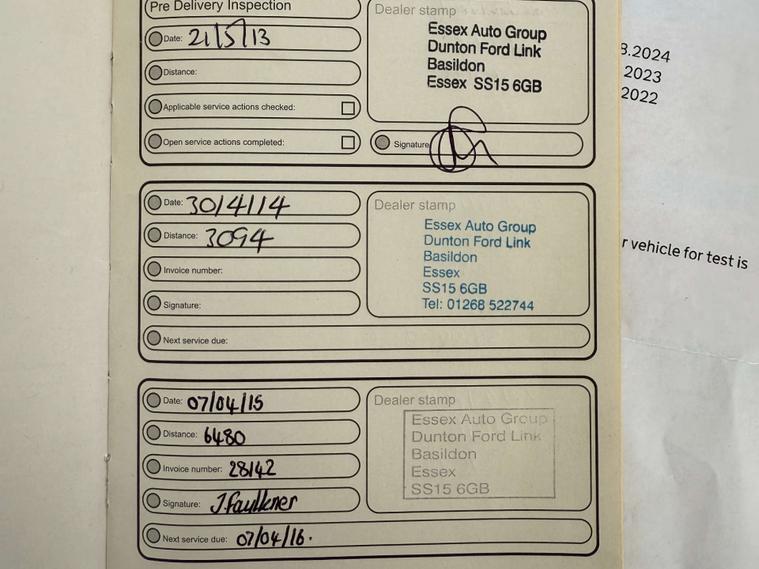 Pre Delivery Inspection
Date: 21/5/13
Distance:
Applicable service actions checked:
Open service actions completed:
Dealer stamp
Essex Auto Group
Dunton Ford Link
Basildon
Essex SS15 6GB
Signature
Date: 30/4/14
Distance: 3094
Invoice number:
Signature:
Next service due:
Dealer stamp
Essex Auto Group
Dunton Ford Link
Basildon
Essex
SS15 6GB
Tel: 01268 522744
Date: 07/04/15
Distance: 6480
Invoice number: 28142
Signature: J.Faulkner
Next service due: 07/04/16.
Dealer stamp
Essex Auto Group
Dunton Ford Link
Basildon
Essex
SS15 6GB
8.2024
2023
2022
r vehicle for test is